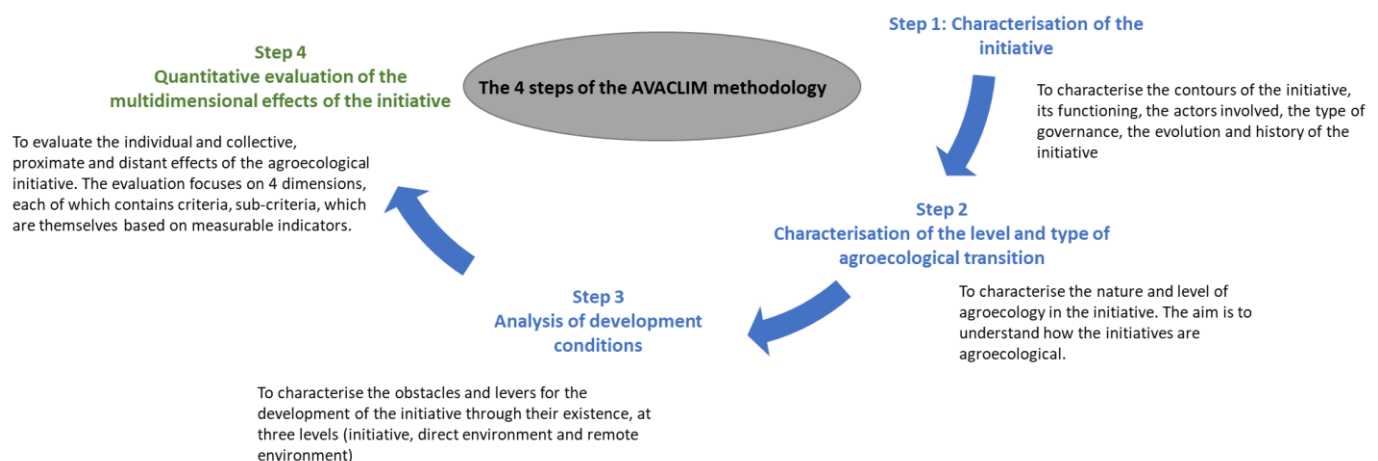 The 4 steps of the AVACLIM methodology
Step 1: Characterisation of the
initiative
To characterise the contours of the initiative,
its functioning, the actors involved, the type of
governance, the evolution and history of the
initiative
Step 2
Characterisation of the level and type of
agroecological transition
To characterise the nature and level of
agroecology in the initiative. The aim is to
understand how the initiatives are
agroecological.
Step 3
Analysis of development
conditions
To characterise the obstacles and levers for the
development of the initiative through their existence, at
three levels (initiative, direct environment and remote
environment)
Step 4
Quantitative evaluation of the
multidimensional effects of the initiative
To evaluate the individual and collective,
proximate and distant effects of the agroecological
initiative. The evaluation focuses on 4 dimensions,
each of which contains criteria, sub-criteria, which
are themselves based on measurable indicators.